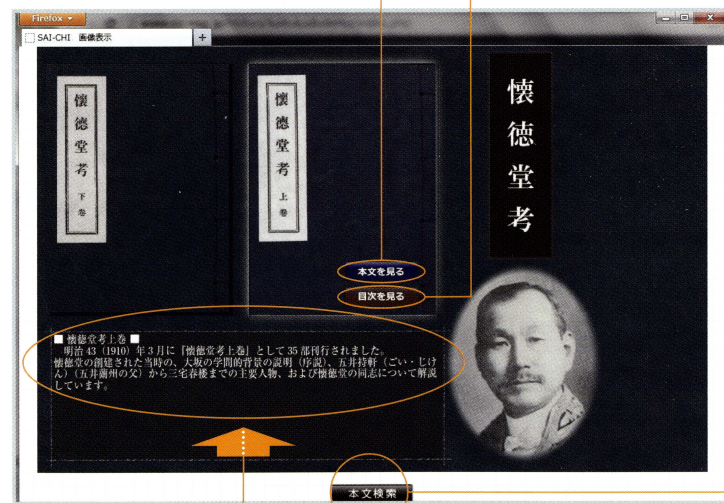 Firefox
SAI-CHI 画像表示
+
懐徳堂考
下巻
懐徳堂考
上巻
懐徳堂考
本文を見る
目次を見る
■ 懐徳堂考上巻 ■
明治 43(1910)年 3 月に『懐徳堂考上巻』として 35 部刊行されました。
懐徳堂の創建された当時の、大坂の学問的背景の説明(序説)、五井持軒(ごい・じけ
ん)(五井蘭州の父)から三宅春楼までの主要人物、および懐徳堂の同志について解説
しています。
本文検索